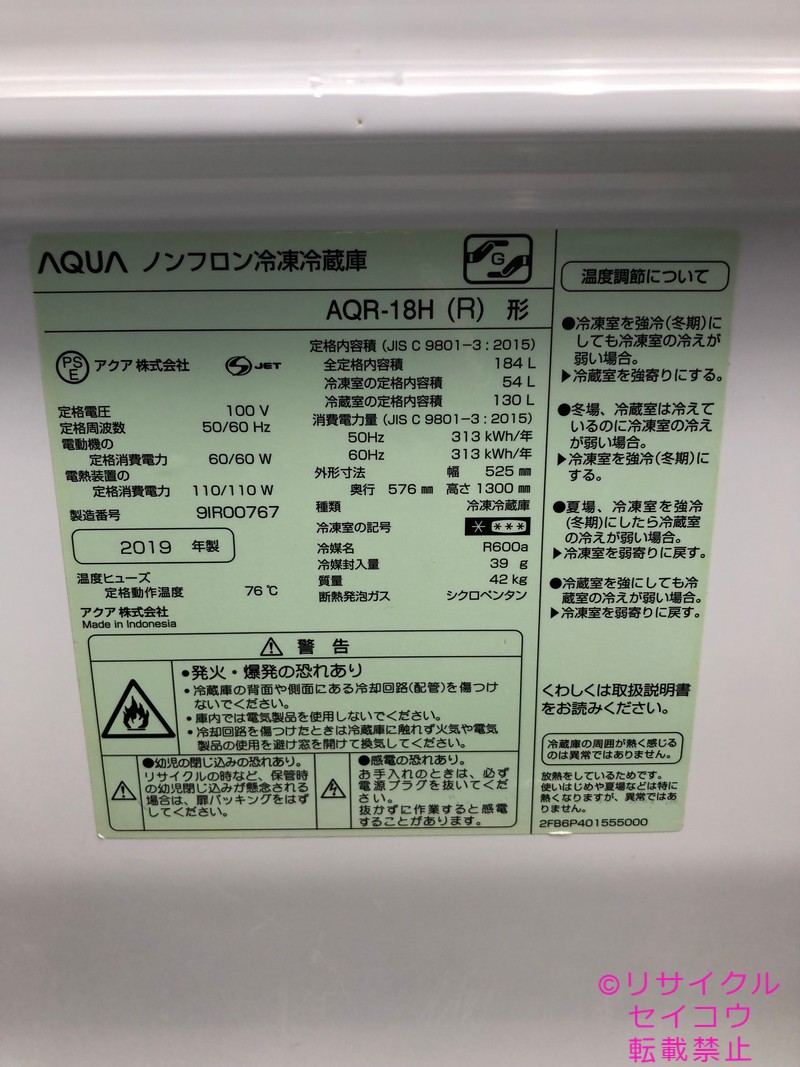 AQUA ノンフロン冷凍冷蔵庫
G
AQR-18H (R) 形
PS
E
アクア 株式会社
JET
定格電圧 100 V
定格周波数 50/60 Hz
電動機の
定格消費電力 60/60 W
電熱装置の
定格消費電力 110/110 W
製造番号 9IR00767
2019 年製
温度ヒューズ
定格動作温度 76 ℃
アクア 株式会社
Made in Indonesia
定格内容積 (JIS C 9801-3 : 2015)
全定格内容積 184 L
冷凍室の定格内容積 54 L
冷蔵室の定格内容積 130 L
消費電力量 (JIS C 9801-3 : 2015)
50Hz 313 kWh/年
60Hz 313 kWh/年
外形寸法 幅 525 ㎜
奥行 576 ㎜ 高さ 1300 ㎜
種類 冷凍冷蔵庫
冷凍室の記号 * ***
冷媒名 R600a
冷媒封入量 39 g
質量 42 kg
断熱発泡ガス シクロペンタン
警告
●発火・爆発の恐れあり
・冷蔵庫の背面や側面にある冷却回路(配管)を傷つけ
ないでください。
・庫内では電気製品を使用しないでください。
・冷却回路を傷つけたときは冷蔵庫に触れず火気や電気
製品の使用を避け窓を開けて換気してください。
●幼児の閉じ込みの恐れあり。
リサイクルの時など、保管時
の幼児閉じ込みが懸念される
場合は、扉パッキングをはず
してください。
●感電の恐れあり。
お手入れのときは、必ず
電源プラグを抜いてくだ
さい。
抜かずに作業すると感電
することがあります。
温度調節について
●冷凍室を強冷(冬期)に
しても冷凍室の冷えが
弱い場合。
▶冷蔵室を強寄りにする。
●冬場、冷蔵室は冷えて
いるのに冷凍室の冷え
が弱い場合。
▶冷凍室を強冷(冬期)に
する。
●夏場、冷凍室を強冷
(冬期)にしたら冷蔵室
の冷えが弱い場合。
▶冷凍室を弱寄りに戻す。
●冷蔵室を強にしても冷
蔵室の冷えが弱い場合。
▶冷凍室を弱寄りに戻す。
くわしくは取扱説明書
をお読みください。
冷蔵庫の周囲が熱く感じる
のは異常ではありません。
放熱をしているためです。
使いはじめや夏場などは特に
熱くなりますが、異常ではあ
りません。
2FB6P401555000
©リサイクル
セイコウ
転載禁止